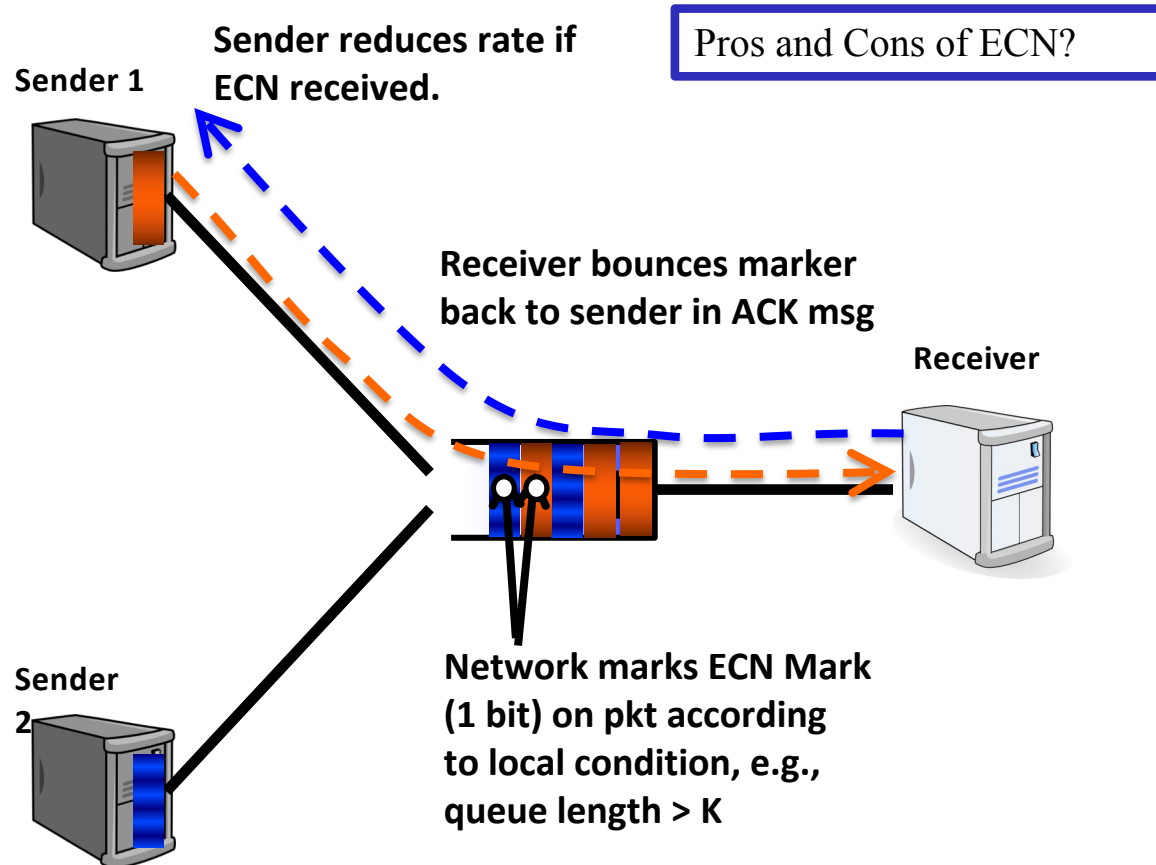 Pros and Cons of ECN?
Sender reduces rate if
ECN received.
Sender 1
Receiver bounces marker
back to sender in ACK msg
Receiver
Network marks ECN Mark
(1 bit) on pkt according
to local condition, e.g.,
queue length > K
Sender
2